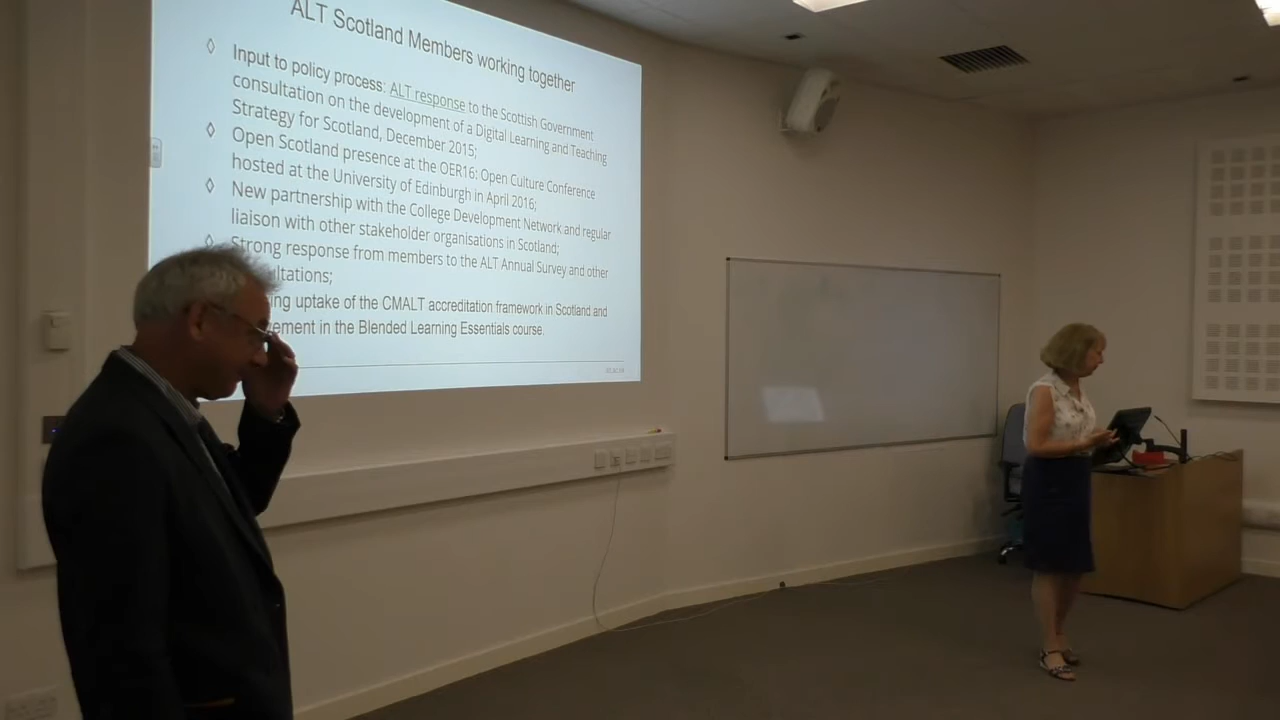 ALT Scotland Members working together
Input to policy process: ALT response to the Scottish Government
consultation on the development of a Digital Learning and Teaching
Strategy for Scotland, December 2015;
Open Scotland presence at the OER16: Open Culture Conference
hosted at the University of Edinburgh in April 2016;
New partnership with the College Development Network and regular
liaison with other stakeholder organisations in Scotland;
Strong response from members to the ALT Annual Survey and other
uptake of the CMALT accreditation framework in Scotland and
in the Blended Learning Essentials course.